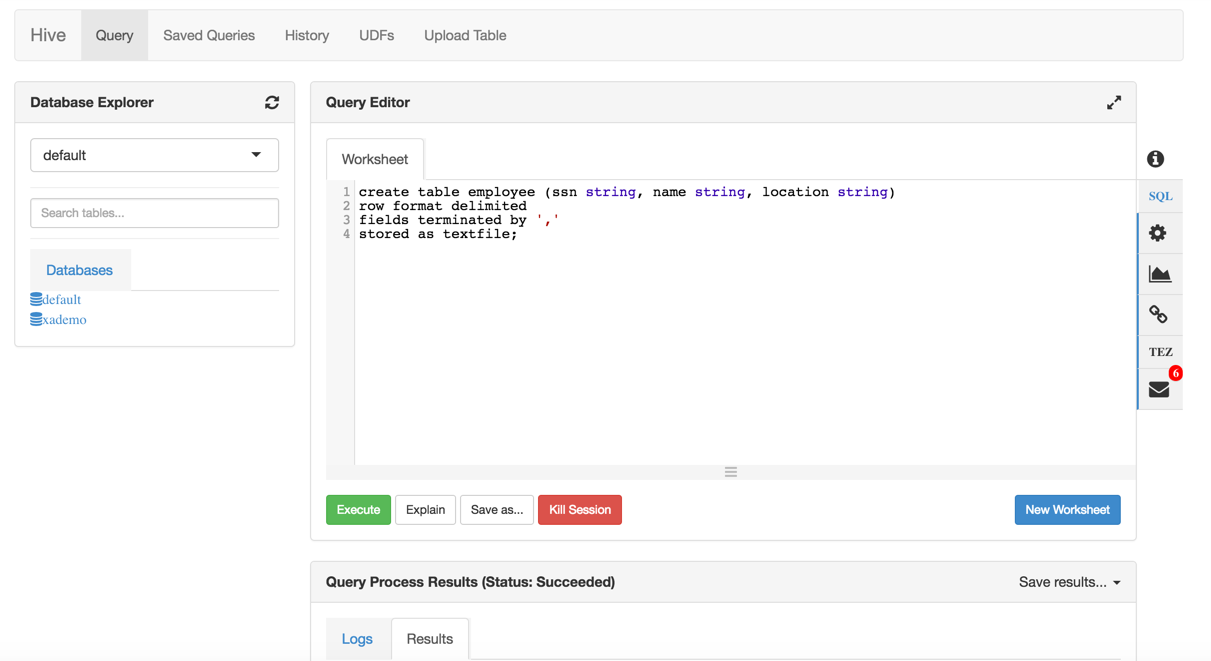 Hive Query Saved Queries History UDFs Upload Table
Database Explorer
default
Search tables...
Databases
default
xademo
Query Editor
Worksheet
1 create table employee (ssn string, name string, location string)
2 row format delimited
3 fields terminated by ','
4 stored as textfile;
Execute Explain Save as... Kill Session New Worksheet
SQL
TEZ
6
Query Process Results (Status: Succeeded) Save results...
Logs Results